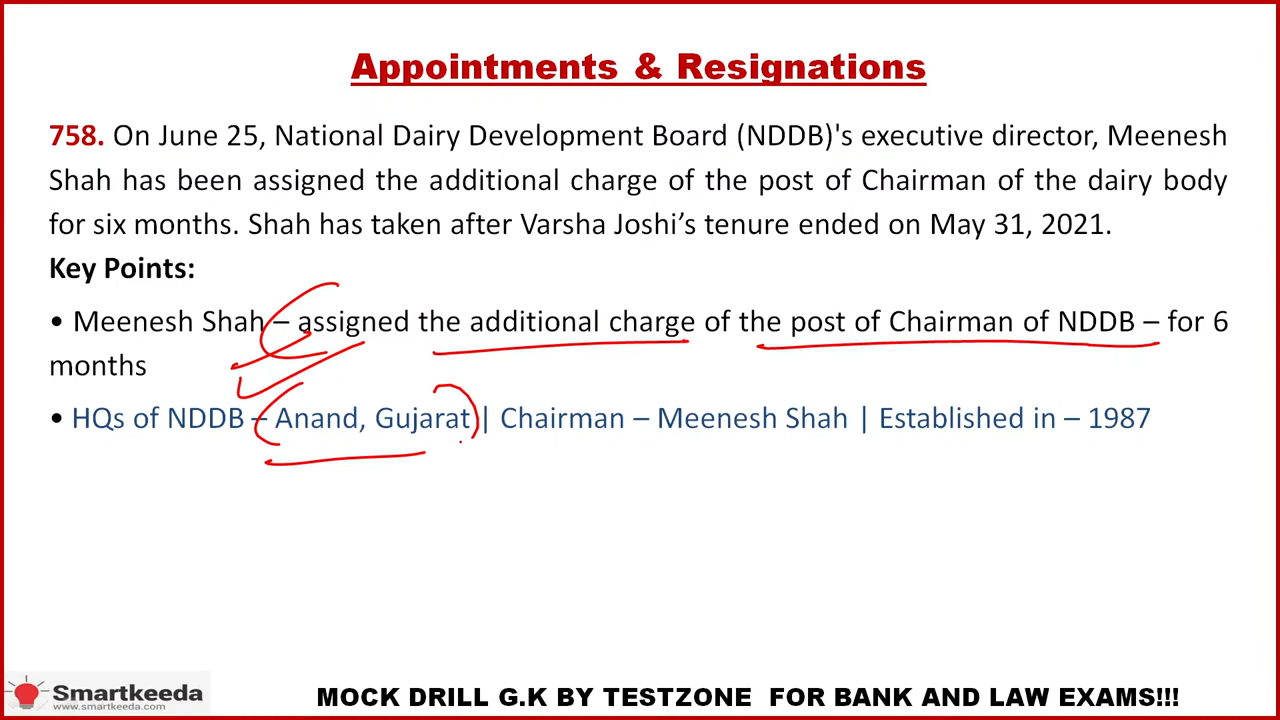 Appointments & Resignations
758. On June 25, National Dairy Development Board (NDDB)'s executive director, Meenesh
Shah has been assigned the additional charge of the post of Chairman of the dairy body
for six months. Shah has taken after Varsha Joshi’s tenure ended on May 31, 2021.
Key Points:
• Meenesh Shah – assigned the additional charge of the post of Chairman of NDDB – for 6
months
• HQs of NDDB – Anand, Gujarat | Chairman – Meenesh Shah | Established in – 1987
Smartkeeda
www.smartkeeda.com
MOCK DRILL G.K BY TESTZONE FOR BANK AND LAW EXAMS!!!